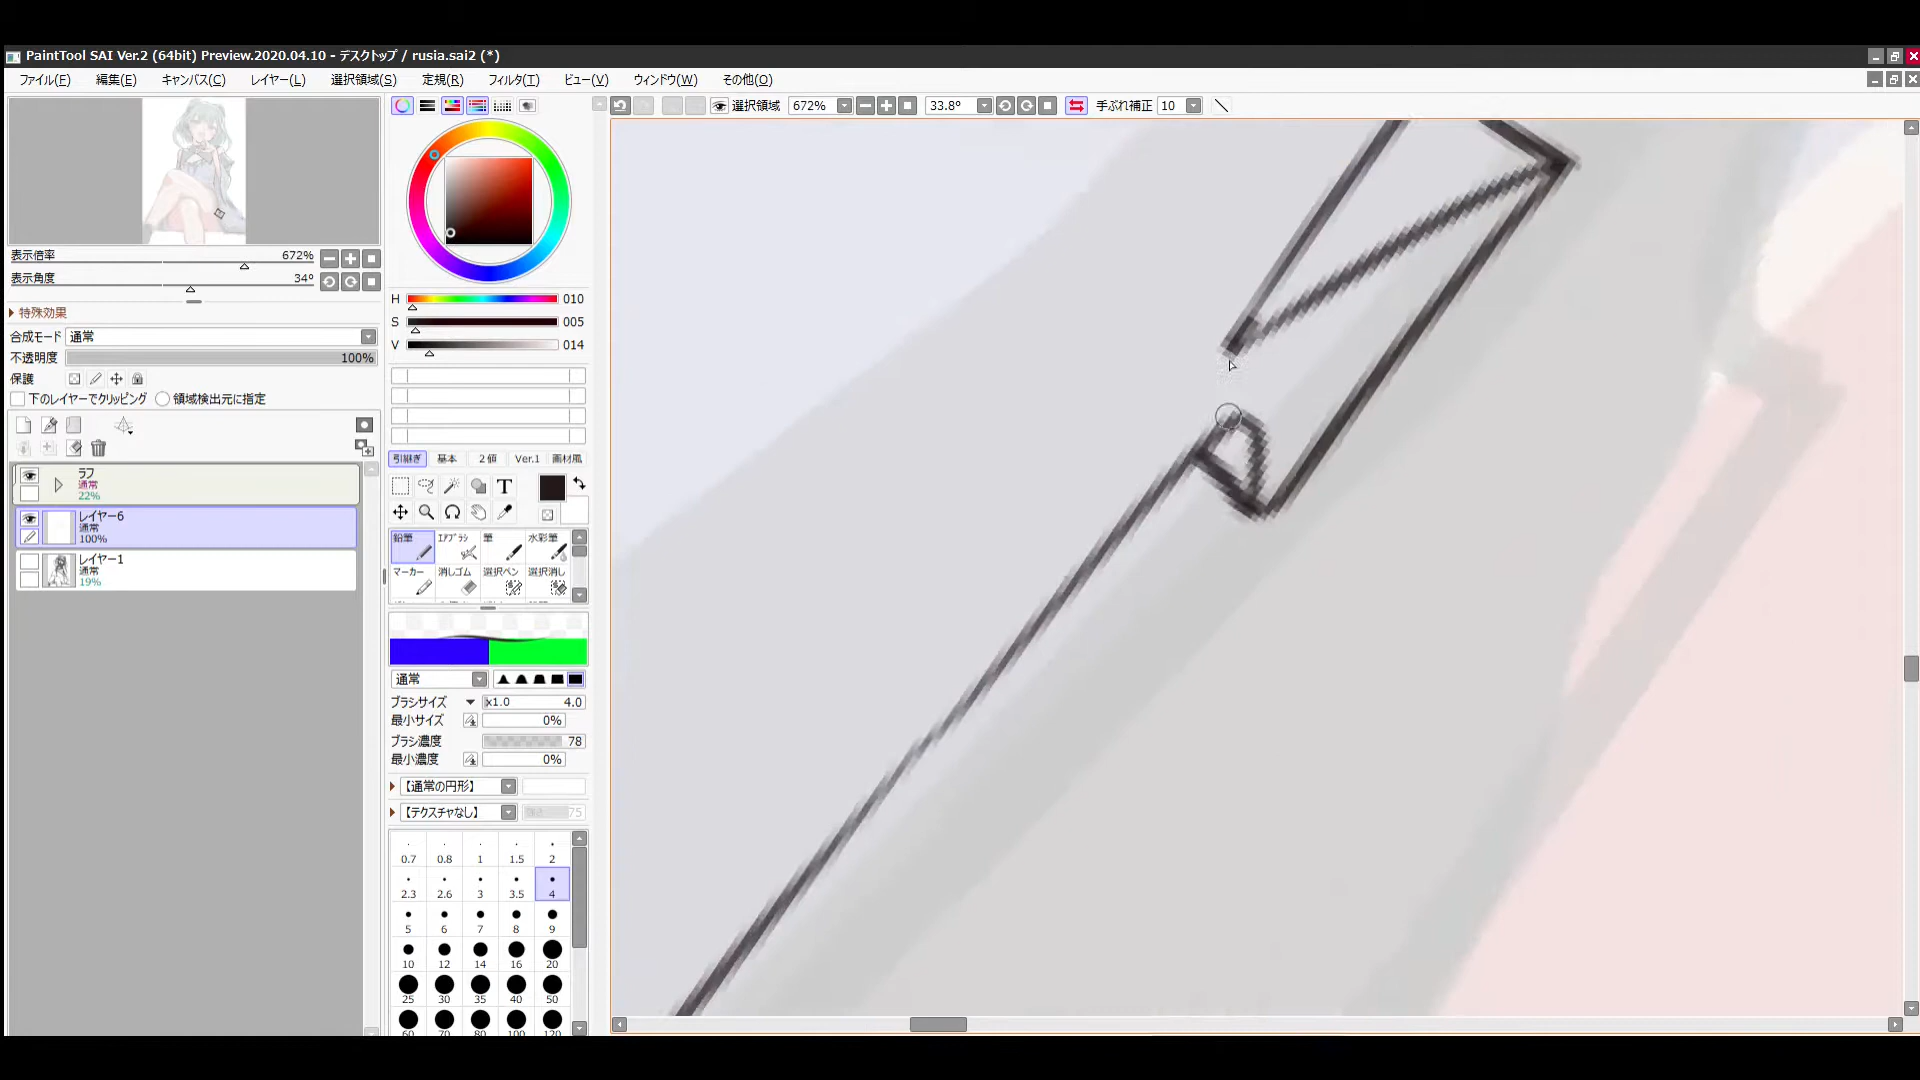 PaintTool SAI Ver.2 (64bit) Preview.2020.04.10 - デスクトップ / rusia.sai2 (*)
ファイル(F) 編集(E) キャンバス(C) レイヤー(L) 選択領域(S) 定規(R) フィルタ(T) ビュー(V) ウィンドウ(W) その他(O)
選択領域 672% 33.8° 手ぶれ補正 10
表示倍率 672%
表示角度 34°
特殊効果
合成モード 通常
不透明度 100%
保護
下のレイヤーでクリッピング 領域検出元に指定
ラフ
通常
22%
レイヤー6
通常
100%
レイヤー1
通常
19%
H 010
S 005
V 014
引継ぎ 基本 2値 Ver.1 画材風
T
鉛筆 エアブラシ 筆 水彩筆
マーカー 消しゴム 選択ペン 選択消し
通常
ブラシサイズ x1.0 4.0
最小サイズ 0%
ブラシ濃度 78
最小濃度 0%
【通常の円形】
【テクスチャなし】 75
0.7 0.8 1 1.5 2
2.3 2.6 3 3.5 4
5 6 7 8 9
10 12 14 16 20
25 30 35 40 50
60 70 80 100 120